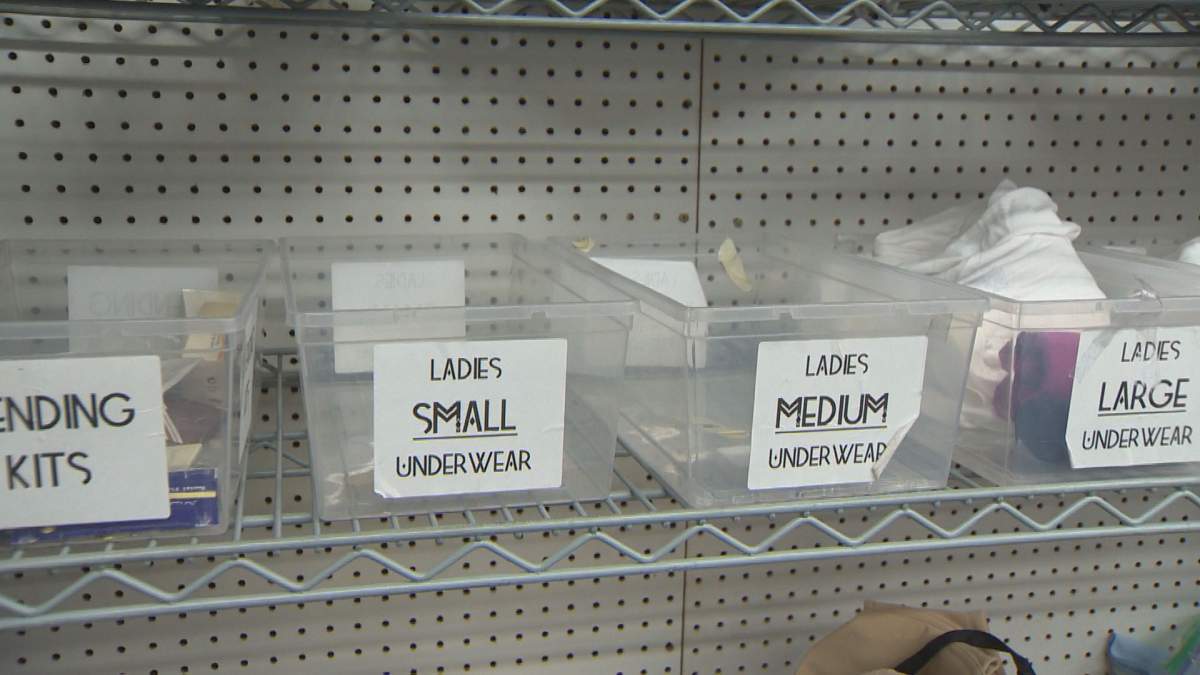 ENDING
KITS
LADIES
SMALL
UNDERWEAR
LADIES
MEDIUM
UNDERWEAR
LADIES
LARGE
UNDERWEAR